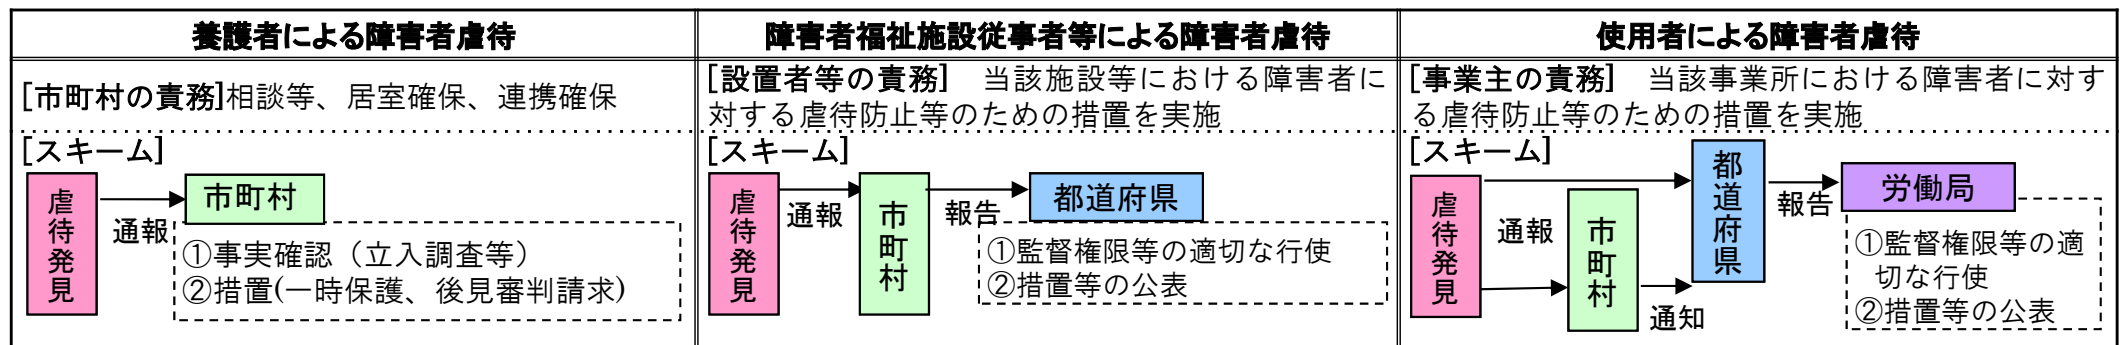 養護者による障害者虐待
[市町村の責務]相談等、居室確保、連携確保
[スキーム]
虐待発見
通報
市町村
①事実確認（立入調査等）
②措置(一時保護、後見審判請求)
障害者福祉施設従事者等による障害者虐待
[設置者等の責務]　当該施設等における障害者に
対する虐待防止等のための措置を実施
[スキーム]
虐待発見
通報
市町村
報告
都道府県
①監督権限等の適切な行使
②措置等の公表
使用者による障害者虐待
[事業主の責務]　当該事業所における障害者に対す
る虐待防止等のための措置を実施
[スキーム]
虐待発見
通報
市町村
通知
都道府県
報告
労働局
①監督権限等の適
切な行使
②措置等の公表